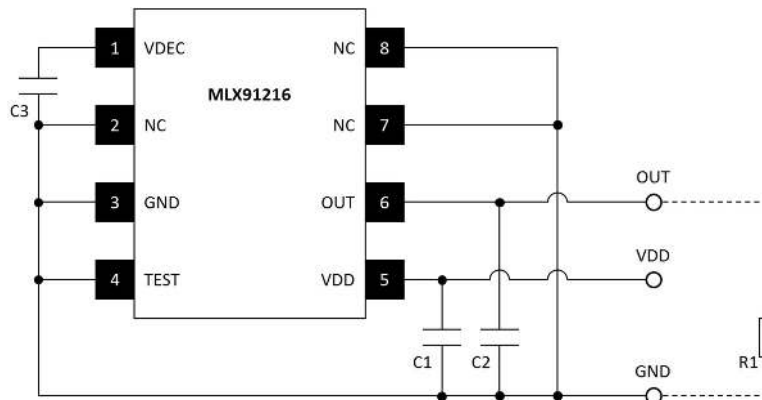 1 VDEC NC 8
MLX91216
C3
2 NC NC 7
OUT
3 GND OUT 6
VDD
4 TEST VDD 5
C1 C2 R1
GND